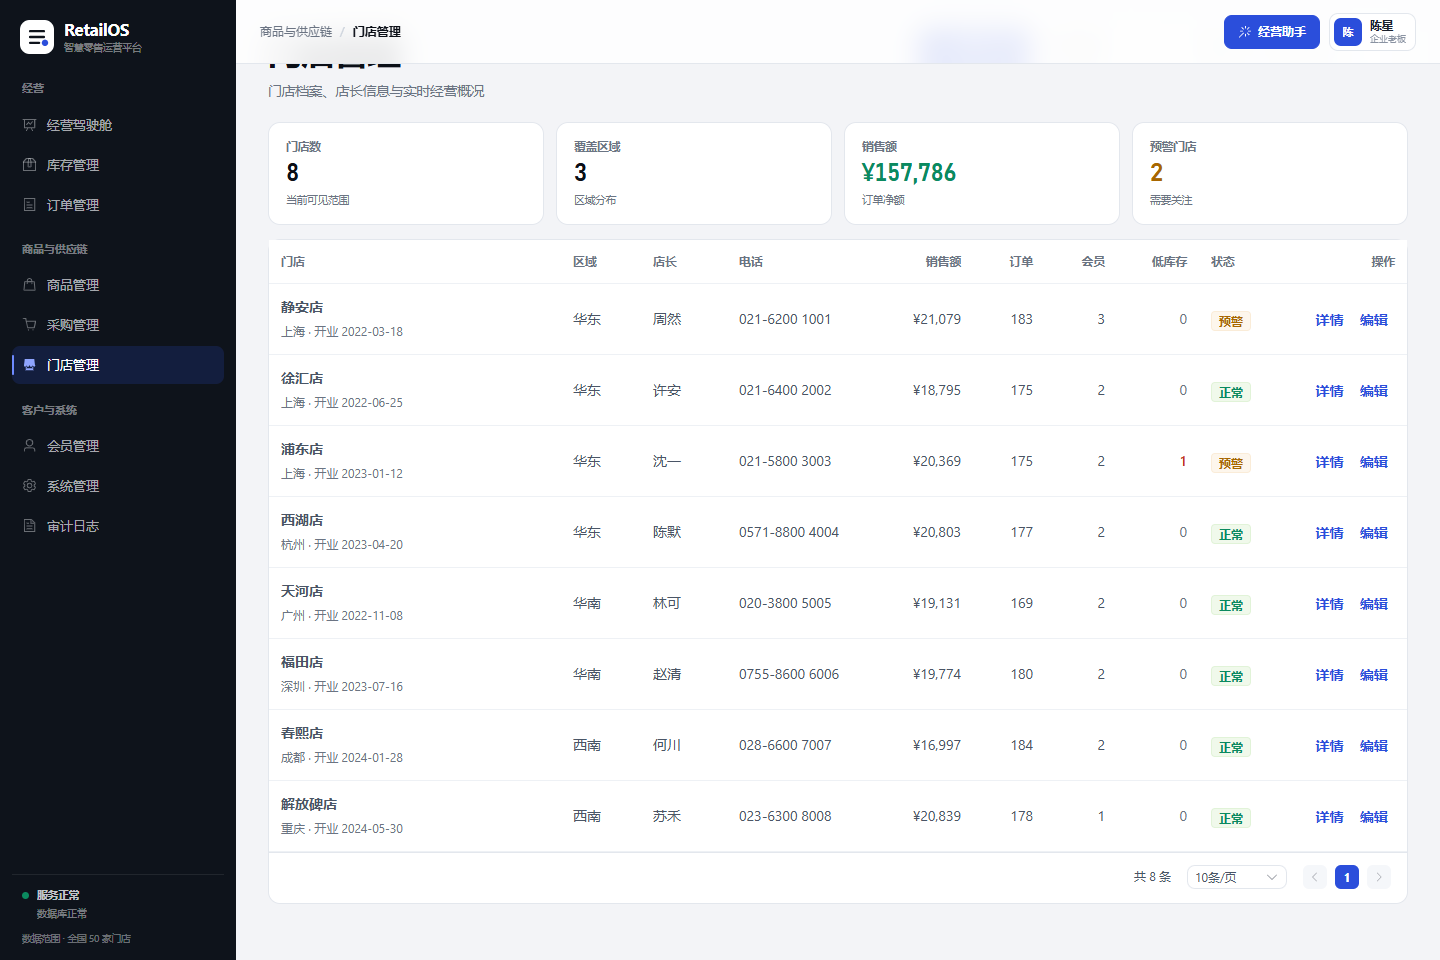 RetailOS
智慧零售运营平台
经营
经营驾驶舱
库存管理
订单管理
商品与供应链
商品管理
采购管理
门店管理
客户与系统
会员管理
系统管理
审计日志
服务正常
数据库正常
数据范围 · 全国 50 家门店
商品与供应链 / 门店管理
经营助手
陈
陈星
企业老板
门店档案、店长信息与实时经营概况
门店数
8
当前可见范围
覆盖区域
3
区域分布
销售额
¥157,786
订单净额
预警门店
2
需要关注
门店 区域 店长 电话 销售额 订单 会员 低库存 状态 操作
静安店
上海 · 开业 2022-03-18
华东 周然 021-6200 1001 ¥21,079 183 3 0 预警 详情 编辑
徐汇店
上海 · 开业 2022-06-25
华东 许安 021-6400 2002 ¥18,795 175 2 0 正常 详情 编辑
浦东店
上海 · 开业 2023-01-12
华东 沈一 021-5800 3003 ¥20,369 175 2 1 预警 详情 编辑
西湖店
杭州 · 开业 2023-04-20
华东 陈默 0571-8800 4004 ¥20,803 177 2 0 正常 详情 编辑
天河店
广州 · 开业 2022-11-08
华南 林可 020-3800 5005 ¥19,131 169 2 0 正常 详情 编辑
福田店
深圳 · 开业 2023-07-16
华南 赵清 0755-8600 6006 ¥19,774 180 2 0 正常 详情 编辑
春熙店
成都 · 开业 2024-01-28
西南 何川 028-6600 7007 ¥16,997 184 2 0 正常 详情 编辑
解放碑店
重庆 · 开业 2024-05-30
西南 苏禾 023-6300 8008 ¥20,839 178 1 0 正常 详情 编辑
共 8 条 10条/页 1